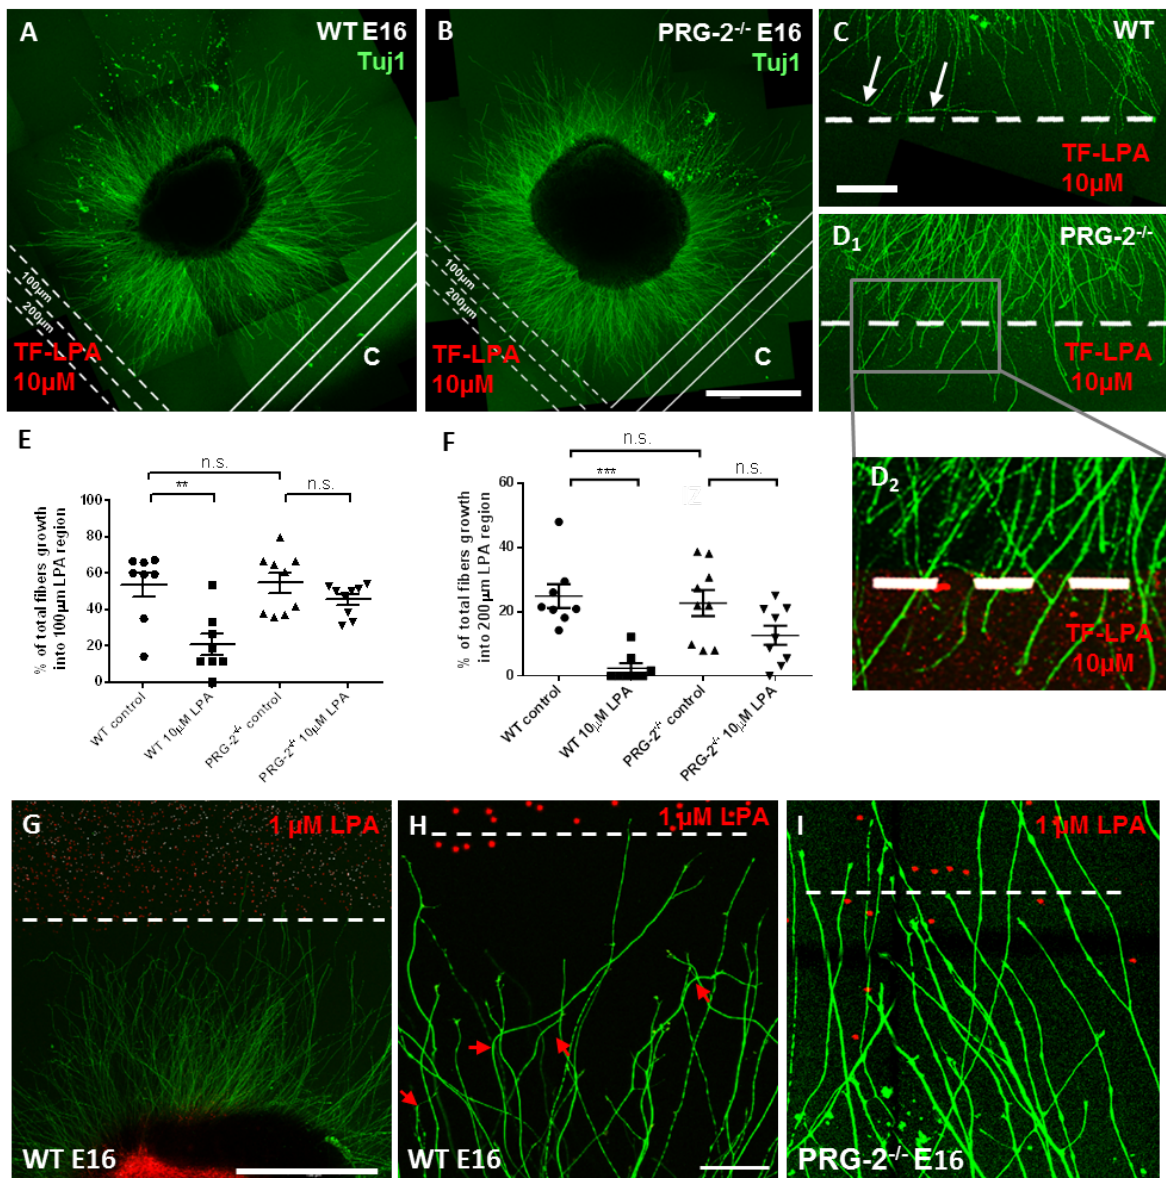 A
WT E16
Tuj1
100µm
200µm
TF-LPA
10µM
C
B
PRG-2-/- E16
Tuj1
100µm
200µm
TF-LPA
10µM
C
C
WT
TF-LPA
10µM
D1
PRG-2-/-
TF-LPA
10µM
D2
TF-LPA
10µM
E
n.s.
**
n.s.
% of total fibers growth
into 100µm LPA region
100
80
60
40
20
0
WT control
WT 10µM LPA
PRG-2-/- control
PRG-2-/- 10µM LPA
F
n.s.
***
n.s.
% of total fibers growth
into 200µm LPA region
60
40
20
0
WT control
WT 10µM LPA
PRG-2-/- control
PRG-2-/- 10µM LPA
G
1 µM LPA
WT E16
H
1 µM LPA
WT E16
I
1 µM LPA
PRG-2-/- E16